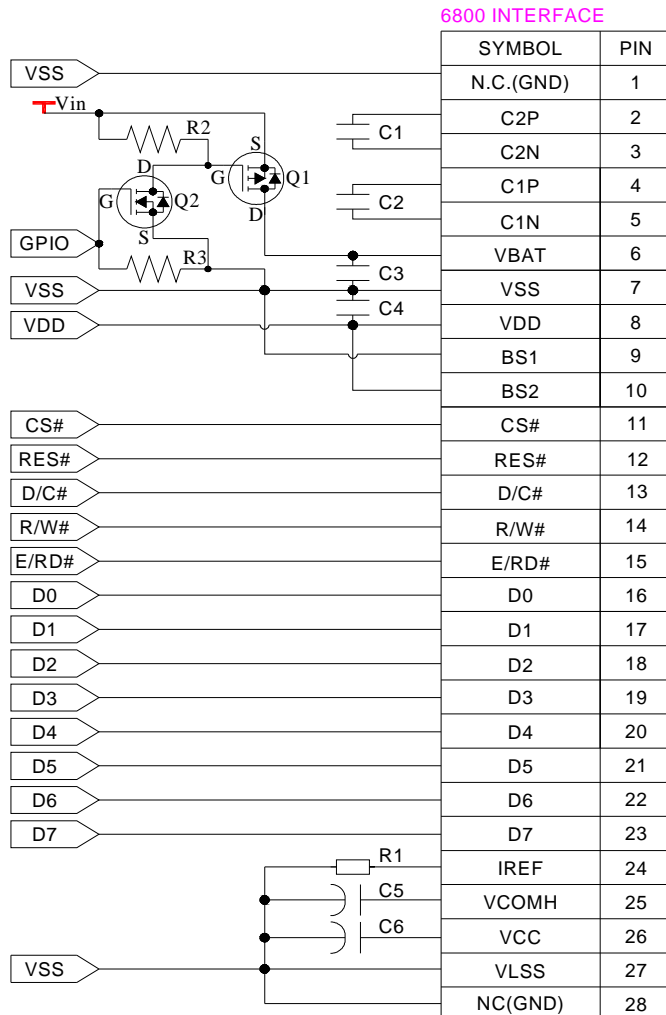 6800 INTERFACE
SYMBOL PIN
VSS N.C.(GND) 1
Vin
C2P 2
R2 C1
S C2N 3
D
G Q1 C1P 4
G Q2 C2
D C1N 5
S
GPIO VBAT 6
R3 C3
VSS VSS 7
C4
VDD VDD 8
BS1 9
BS2 10
CS# CS# 11
RES# RES# 12
D/C# D/C# 13
R/W# R/W# 14
E/RD# E/RD# 15
D0 D0 16
D1 D1 17
D2 D2 18
D3 D3 19
D4 D4 20
D5 D5 21
D6 D6 22
D7 D7 23
R1 IREF 24
C5 VCOMH 25
C6 VCC 26
VSS VLSS 27
NC(GND) 28